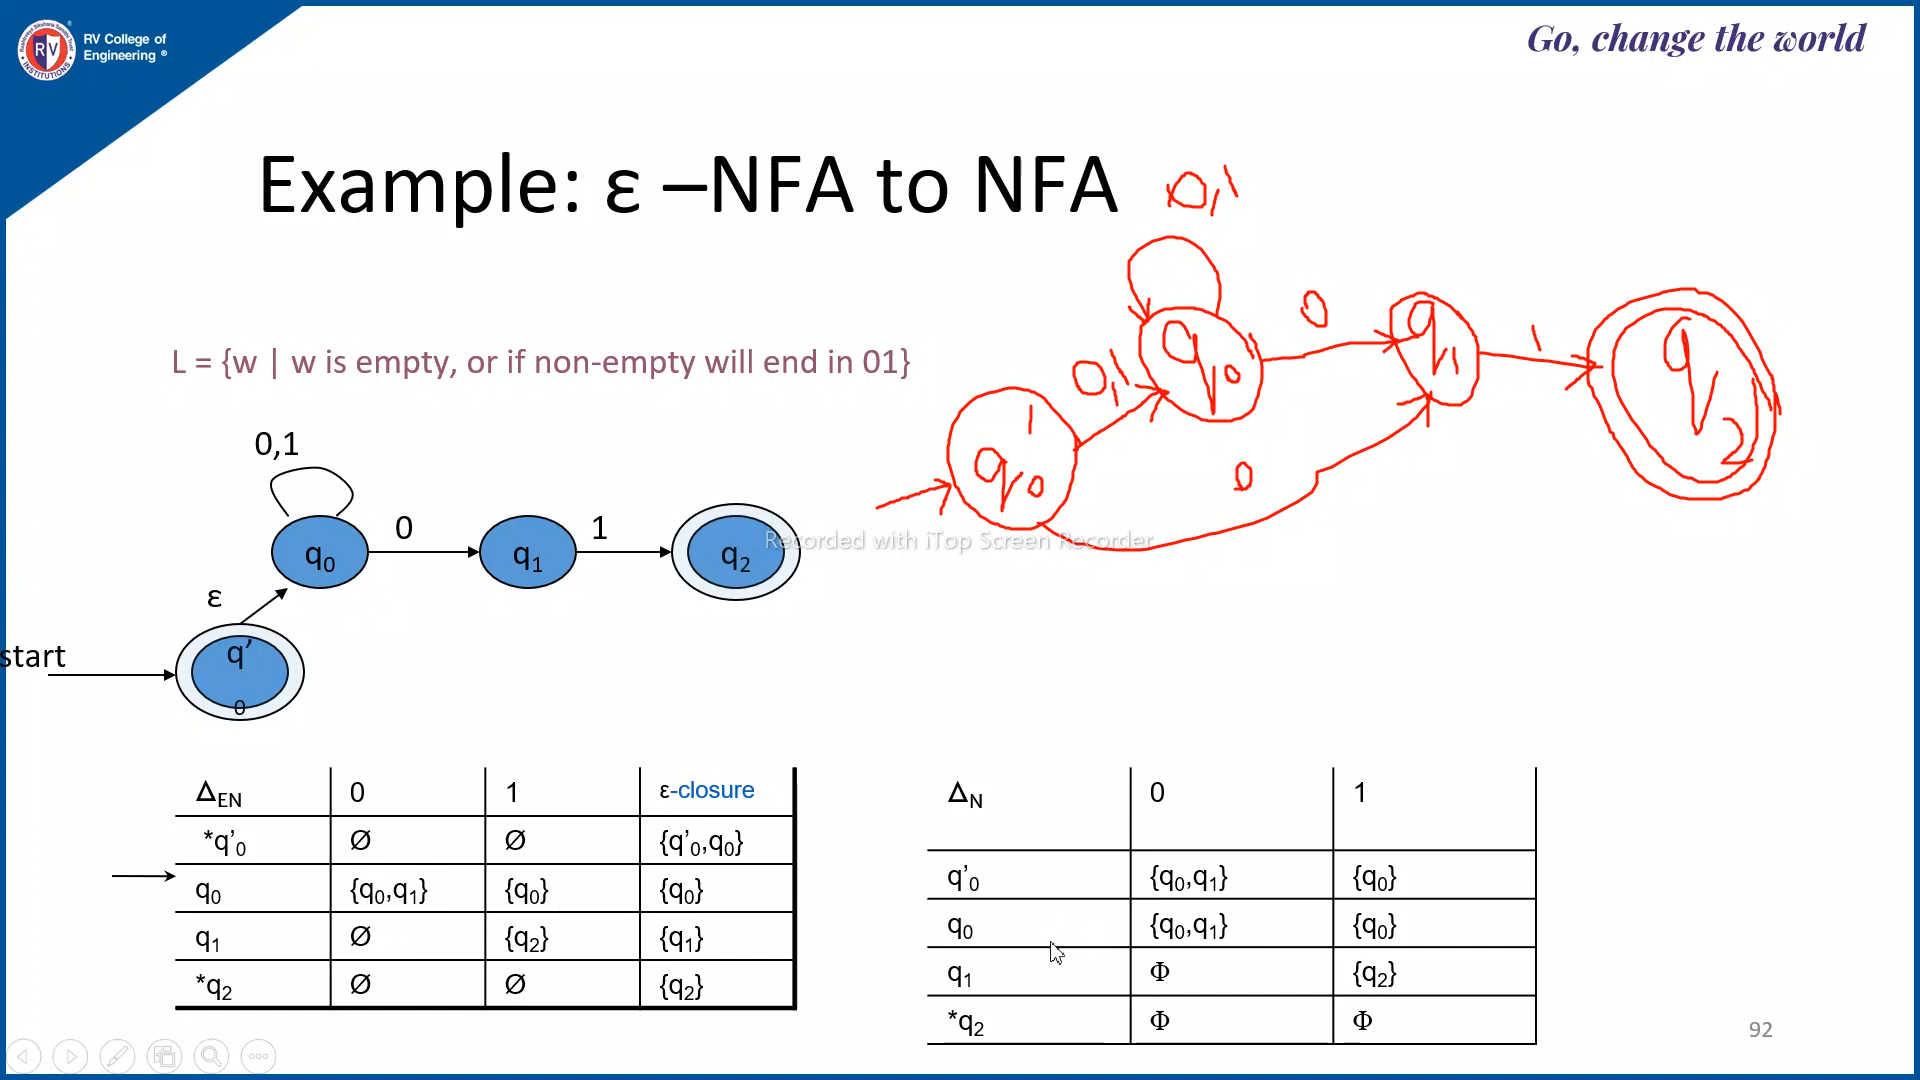 RV College of
Engineering ®
Go, change the world
Example: ε –NFA to NFA
0,1
L = {w | w is empty, or if non-empty will end in 01}
0,1
q0
0
q1
1
q2
0,1
q'0
0
0,1
q0
0
q1
1
q2
ε
start
q'
0
Recorded with iTop Screen Recorder
ΔEN 0 1 ε-closure
*q'0 Ø Ø {q'0,q0}
q0 {q0,q1} {q0} {q0}
q1 Ø {q2} {q1}
*q2 Ø Ø {q2}
ΔN 0 1
q'0 {q0,q1} {q0}
q0 {q0,q1} {q0}
q1 Φ {q2}
*q2 Φ Φ
92